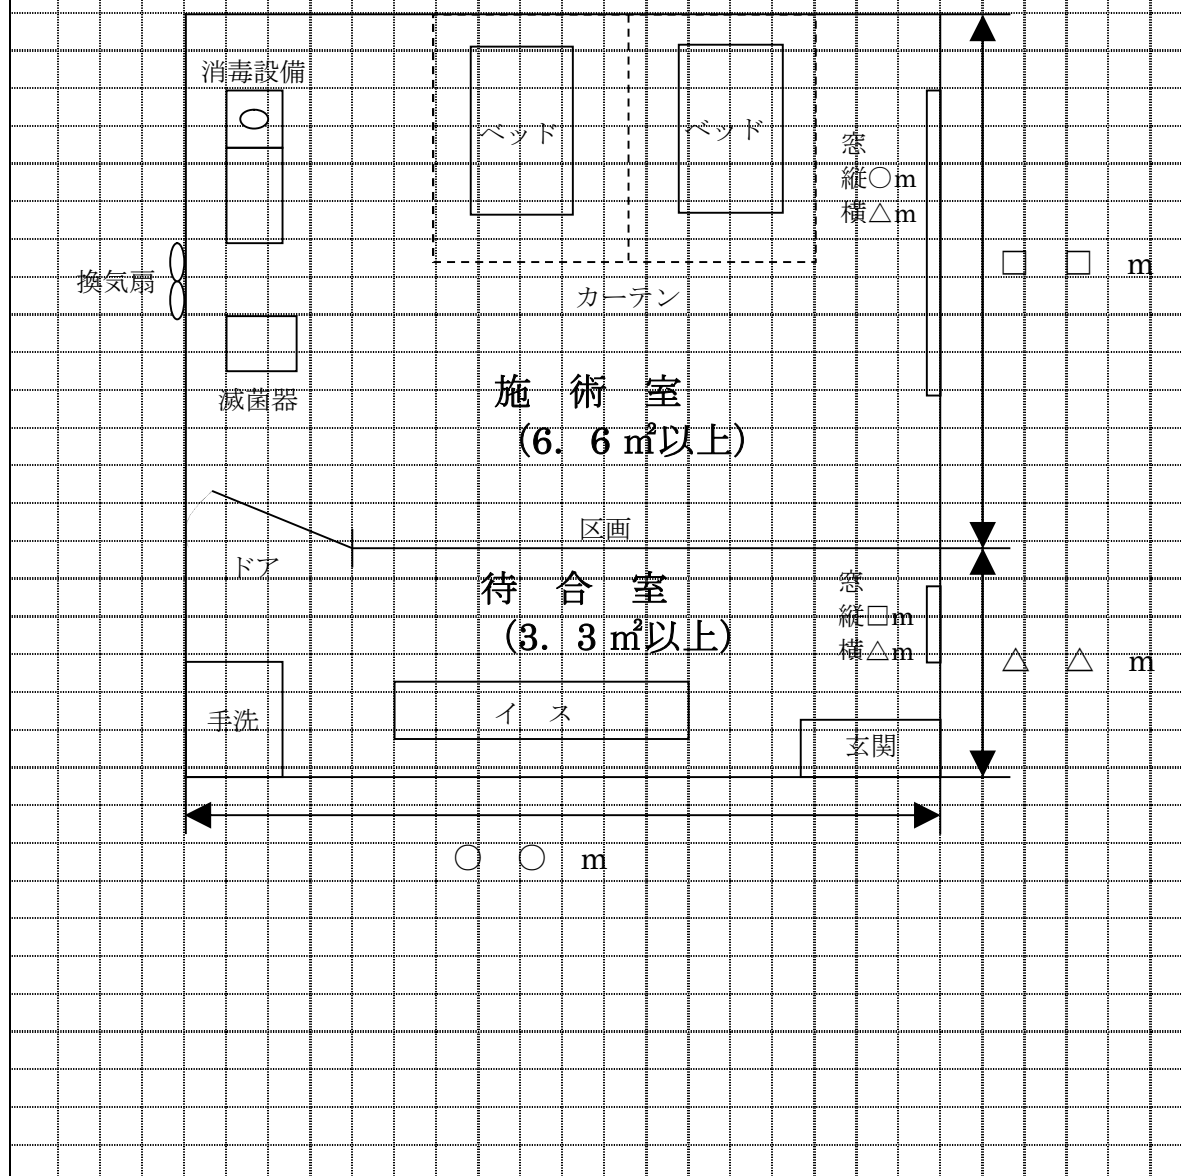 消毒設備
ベッド
ベッド
窓
縦○m
横△m
□ □ m
換気扇
カーテン
滅菌器
施 術 室
(6. 6㎡以上)
区画
ドア
待 合 室
(3. 3㎡以上)
窓
縦□m
横△m
△ △ m
手洗
イ ス
玄関
○ ○ m